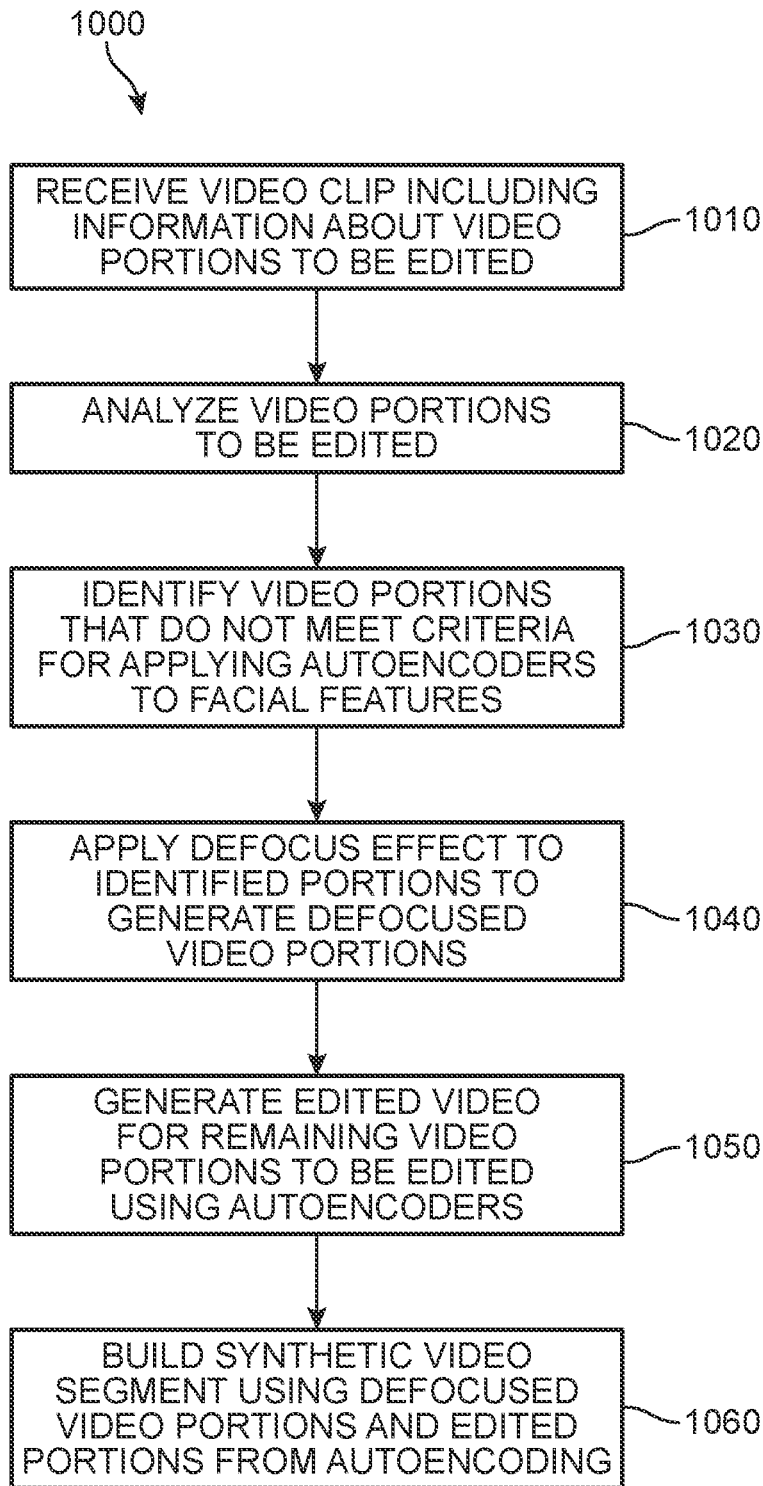 1000
RECEIVE VIDEO CLIP INCLUDING
INFORMATION ABOUT VIDEO
PORTIONS TO BE EDITED
1010
ANALYZE VIDEO PORTIONS
TO BE EDITED
1020
IDENTIFY VIDEO PORTIONS
THAT DO NOT MEET CRITERIA
FOR APPLYING AUTOENCODERS
TO FACIAL FEATURES
1030
APPLY DEFOCUS EFFECT TO
IDENTIFIED PORTIONS TO
GENERATE DEFOCUSED
VIDEO PORTIONS
1040
GENERATE EDITED VIDEO
FOR REMAINING VIDEO
PORTIONS TO BE EDITED
USING AUTOENCODERS
1050
BUILD SYNTHETIC VIDEO
SEGMENT USING DEFOCUSED
VIDEO PORTIONS AND EDITED
PORTIONS FROM AUTOENCODING
1060